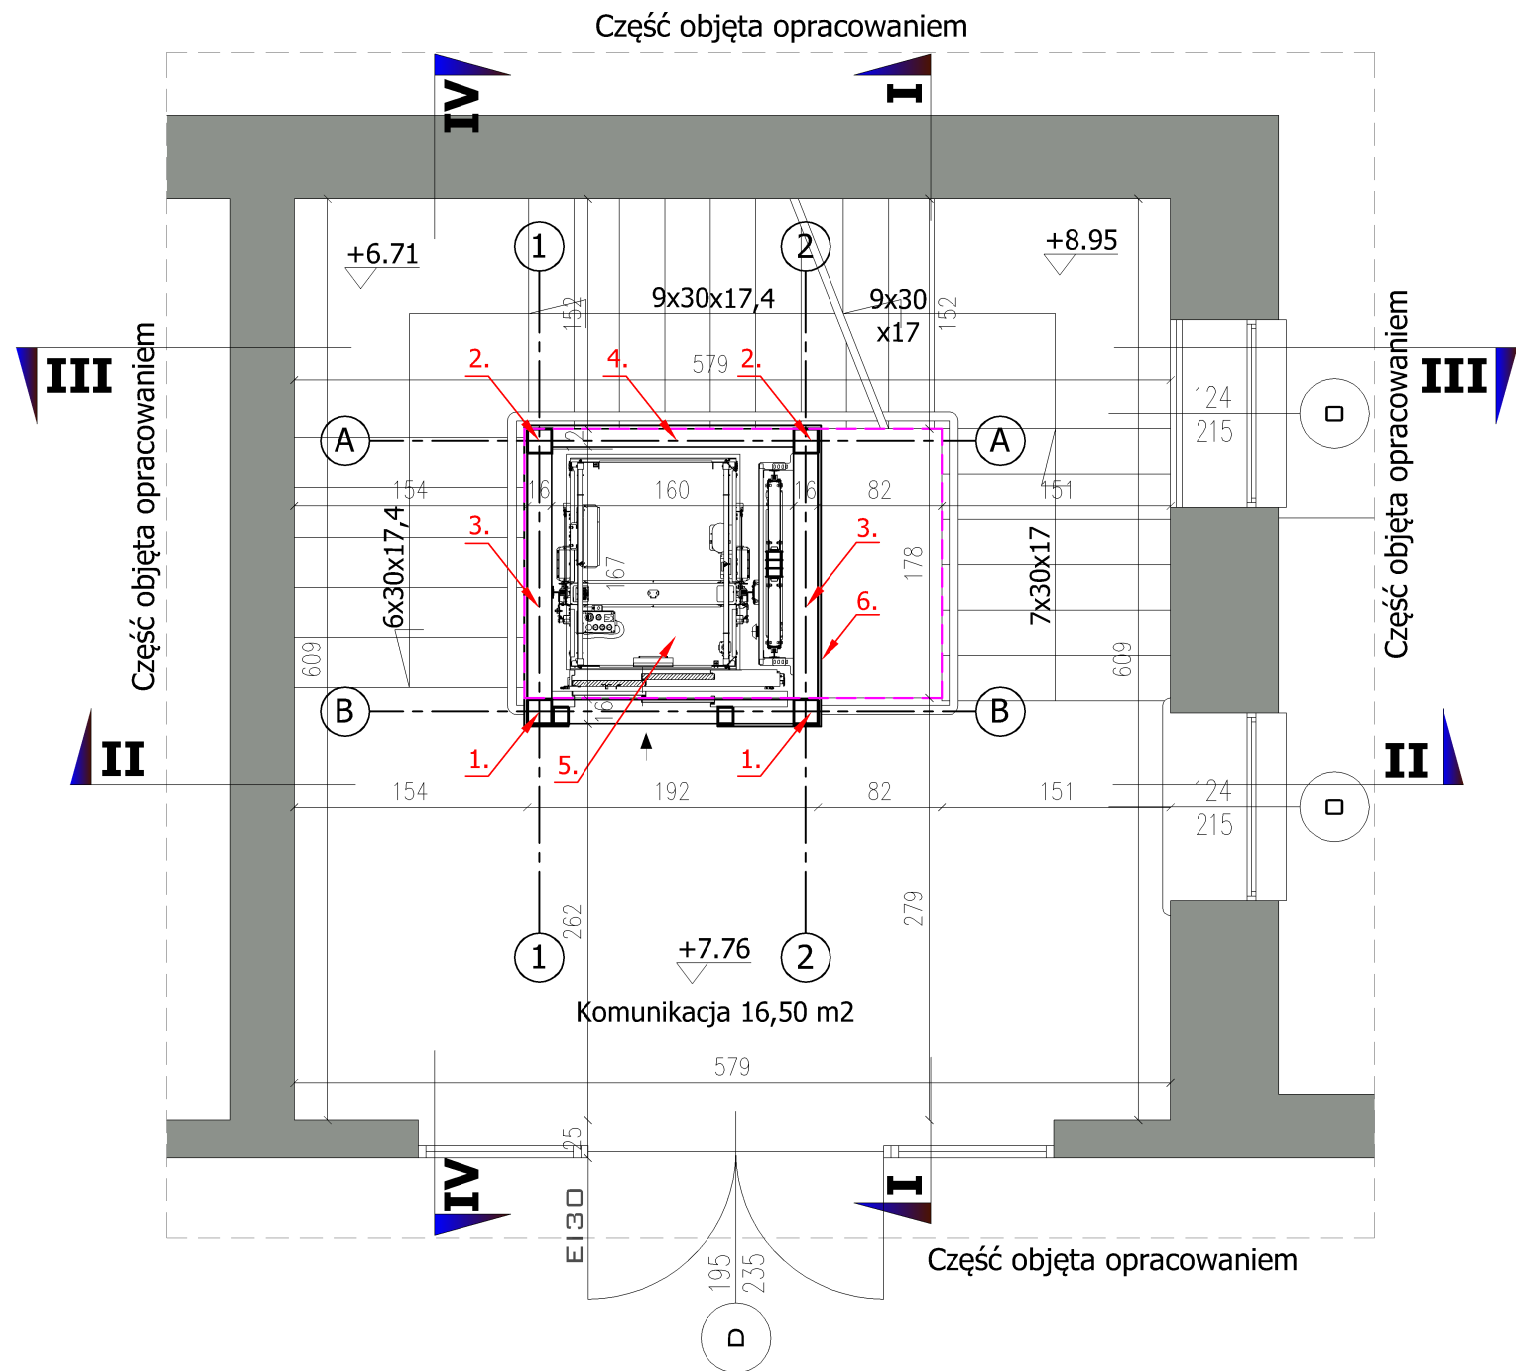 Część objęta opracowaniem
IV
I
1
2
+6.71
+8.95
152
9x30x17,4
9x30
x17
152
Część objęta opracowaniem
Część objęta opracowaniem
III
III
2.
4.
2.
579
24
215
A
A
154
16
160
16
82
151
3.
3.
6x30x17,4
167
178
7x30x17
6.
609
609
B
B
16
1.
5.
1.
II
II
154
192
82
151
24
215
262
279
1
2
+7.76
Komunikacja 16,50 m2
579
25
IV
I
EI30
195
235
Część objęta opracowaniem
D